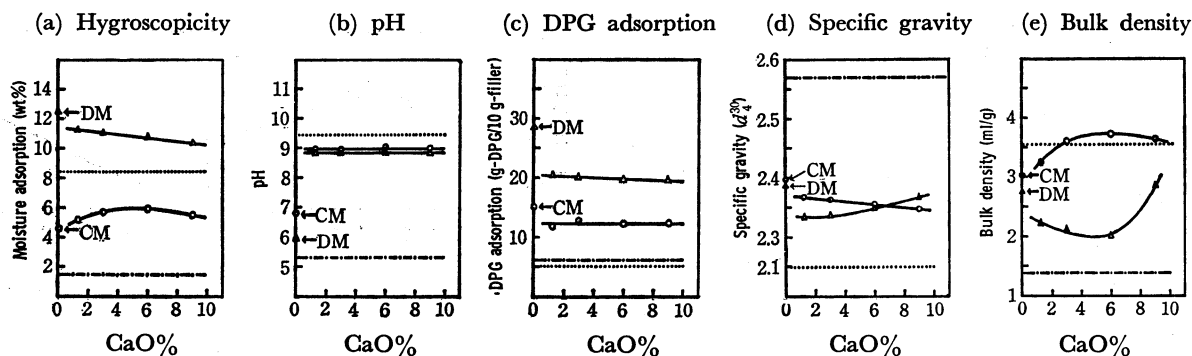 (a) Hygroscopicity
Moisture adsorption (wt%)
14
12
10
8
6
4
2
DM
CM
0 2 4 6 8 10
CaO%
(b) pH
pH
11
10
9
8
7
6
5
CM
DM
0 2 4 6 8 10
CaO%
(c) DPG adsorption
DPG adsorption (g-DPG/10 g-filler)
30
20
10
DM
CM
0 2 4 6 8 10
CaO%
(d) Specific gravity
Specific gravity (d₄³⁰)
2.6
2.5
2.4
2.3
2.1
CM
DM
0 2 4 6 8 10
CaO%
(e) Bulk density
Bulk density (ml/g)
5
4
3
2
1
CM
DM
0 2 4 6 8 10
CaO%